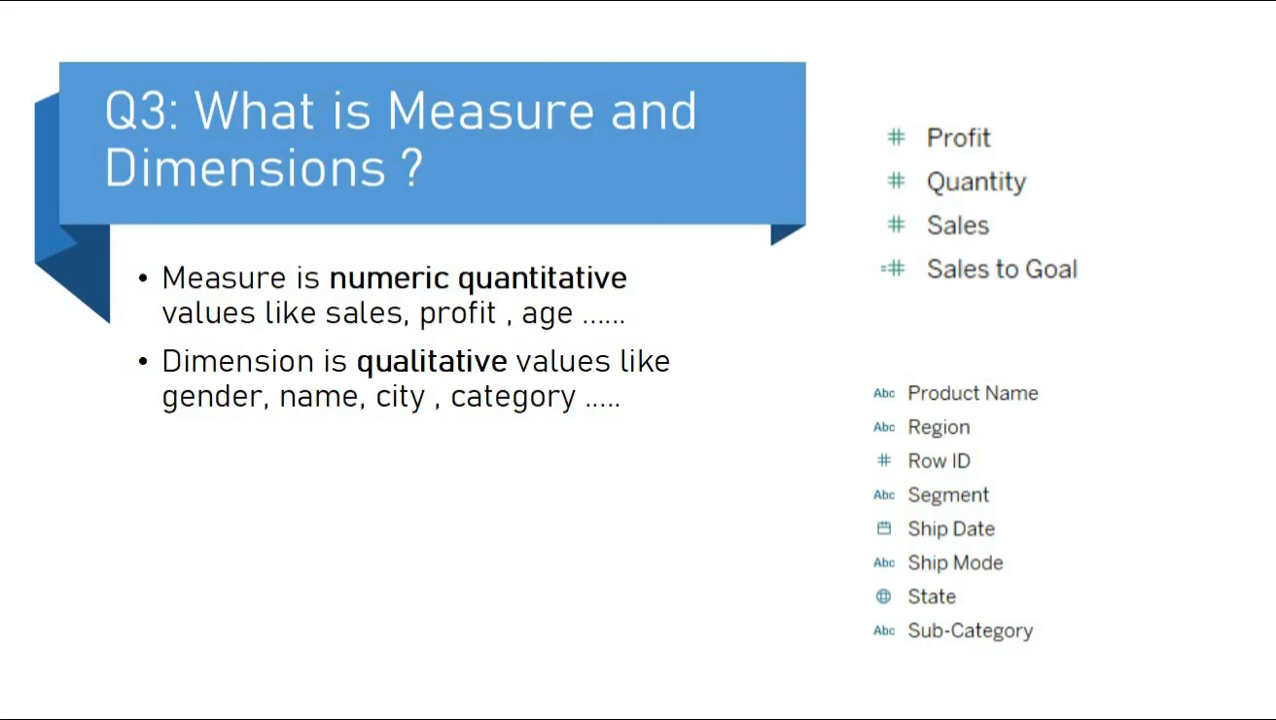 Q3: What is Measure and
Dimensions ?
• Measure is numeric quantitative
values like sales, profit , age ......
• Dimension is qualitative values like
gender, name, city , category .....
# Profit
# Quantity
# Sales
=# Sales to Goal
Abc Product Name
Abc Region
# Row ID
Abc Segment
Ship Date
Abc Ship Mode
State
Abc Sub-Category